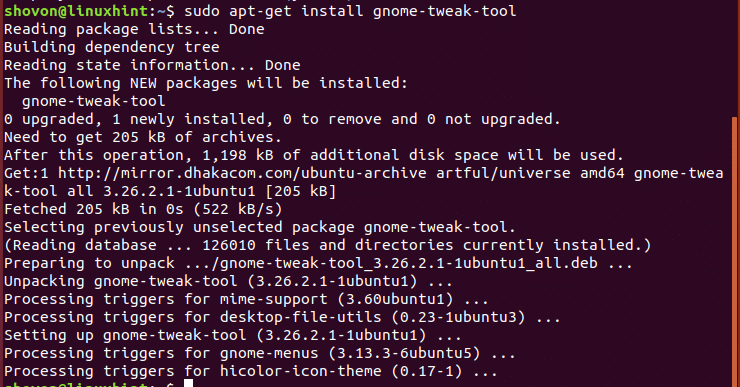 shovon@linuxhint:~$ sudo apt-get install gnome-tweak-tool
Reading package lists... Done
Building dependency tree
Reading state information... Done
The following NEW packages will be installed:
  gnome-tweak-tool
0 upgraded, 1 newly installed, 0 to remove and 0 not upgraded.
Need to get 205 kB of archives.
After this operation, 1,198 kB of additional disk space will be used.
Get:1 http://mirror.dhakacom.com/ubuntu-archive artful/universe amd64 gnome-twea
k-tool all 3.26.2.1-1ubuntu1 [205 kB]
Fetched 205 kB in 0s (522 kB/s)
Selecting previously unselected package gnome-tweak-tool.
(Reading database ... 126010 files and directories currently installed.)
Preparing to unpack .../gnome-tweak-tool_3.26.2.1-1ubuntu1_all.deb ...
Unpacking gnome-tweak-tool (3.26.2.1-1ubuntu1) ...
Processing triggers for mime-support (3.60ubuntu1) ...
Processing triggers for desktop-file-utils (0.23-1ubuntu3) ...
Setting up gnome-tweak-tool (3.26.2.1-1ubuntu1) ...
Processing triggers for gnome-menus (3.13.3-6ubuntu5) ...
Processing triggers for hicolor-icon-theme (0.17-1) ...
shovon@linuxhint:~$